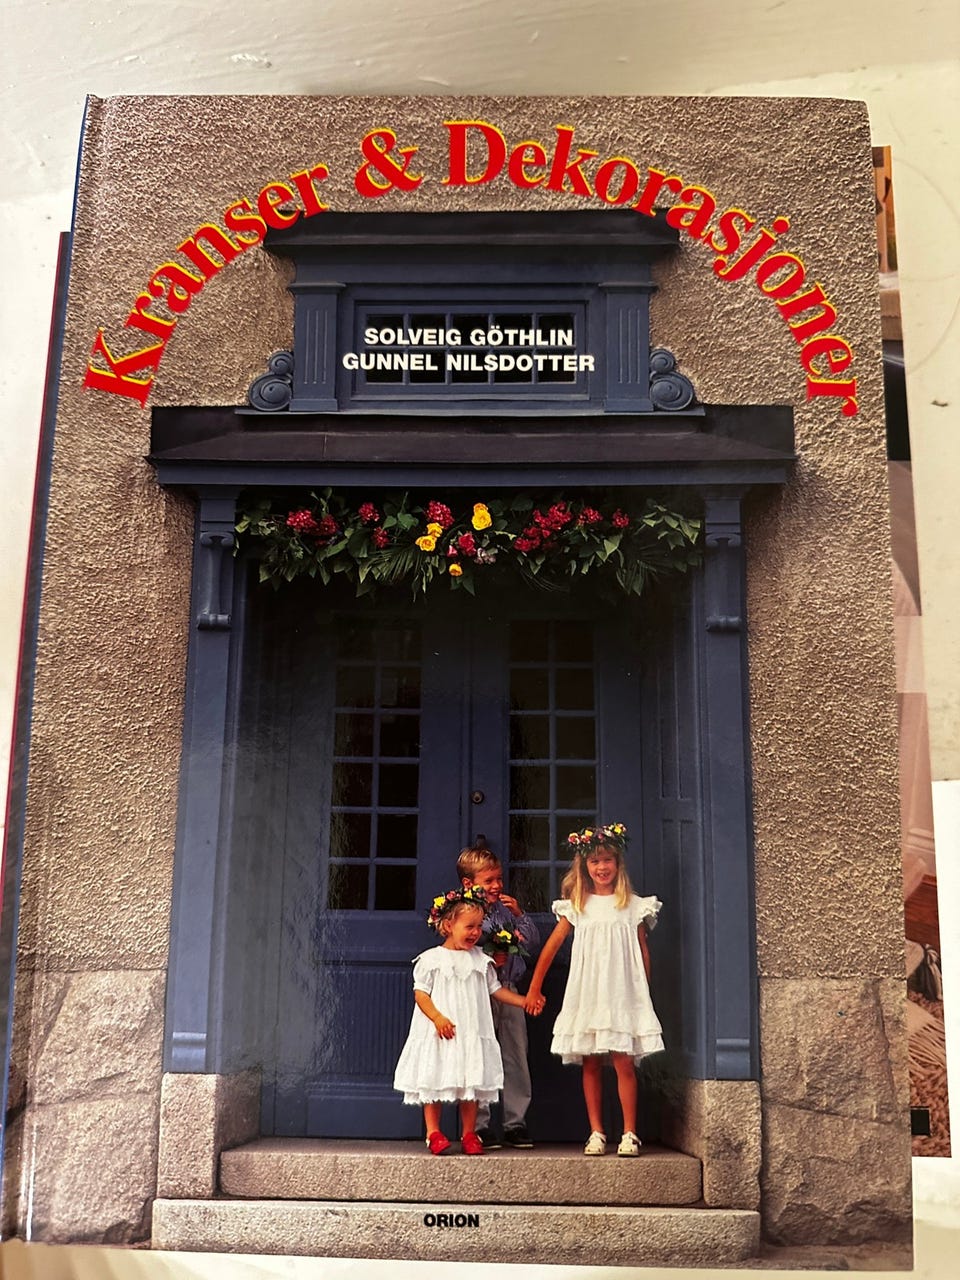 Kranser & Dekorasjoner
SOLVEIG GÖTHLIN
GUNNEL NILSDOTTER
ORION